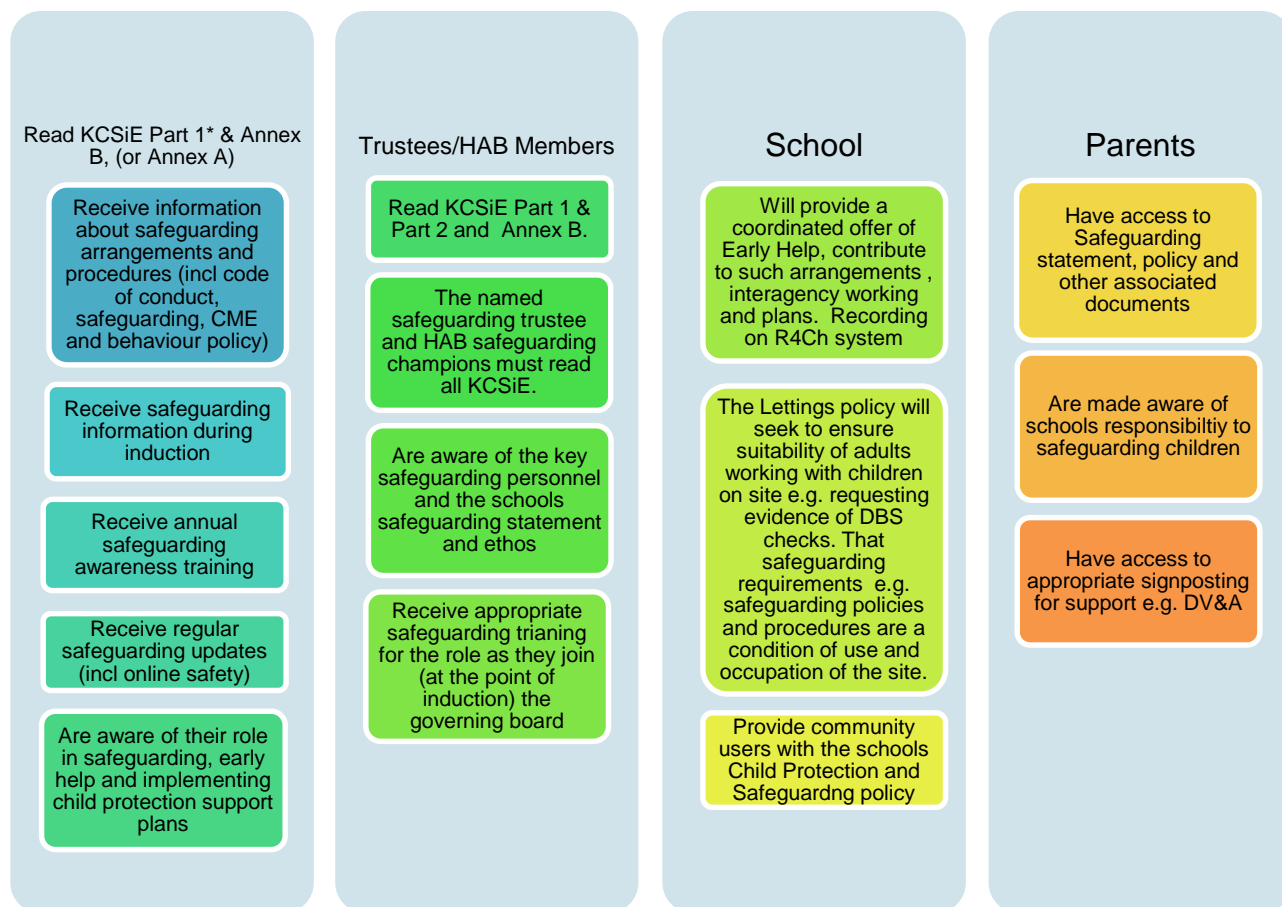 Read KCSiE Part 1* & Annex
B, (or Annex A)
Receive information
about safeguarding
arrangements and
procedures (incl code
of conduct,
safeguarding, CME
and behaviour policy)
Receive safeguarding
information during
induction
Receive annual
safeguarding
awareness training
Receive regular
safeguarding updates
(incl online safety)
Are aware of their role
in safeguarding, early
help and implementing
child protection support
plans
Trustees/HAB Members
Read KCSiE Part 1 &
Part 2 and Annex B.
The named
safeguarding trustee
and HAB safeguarding
champions must read
all KCSiE.
Are aware of the key
safeguarding personnel
and the schools
safeguarding statement
and ethos
Receive appropriate
safeguarding trianing
for the role as they join
(at the point of
induction) the
governing board
School
Will provide a
coordinated offer of
Early Help, contribute
to such arrangements ,
interagency working
and plans. Recording
on R4Ch system
The Lettings policy will
seek to ensure
suitability of adults
working with children
on site e.g. requesting
evidence of DBS
checks. That
safeguarding
requirements e.g.
safeguarding policies
and procedures are a
condition of use and
occupation of the site.
Provide community
users with the schools
Child Protection and
Safeguardng policy
Parents
Have access to
Safeguarding
statement, policy and
other associated
documents
Are made aware of
schools responsibiltiy to
safeguarding children
Have access to
appropriate signposting
for support e.g. DV&A